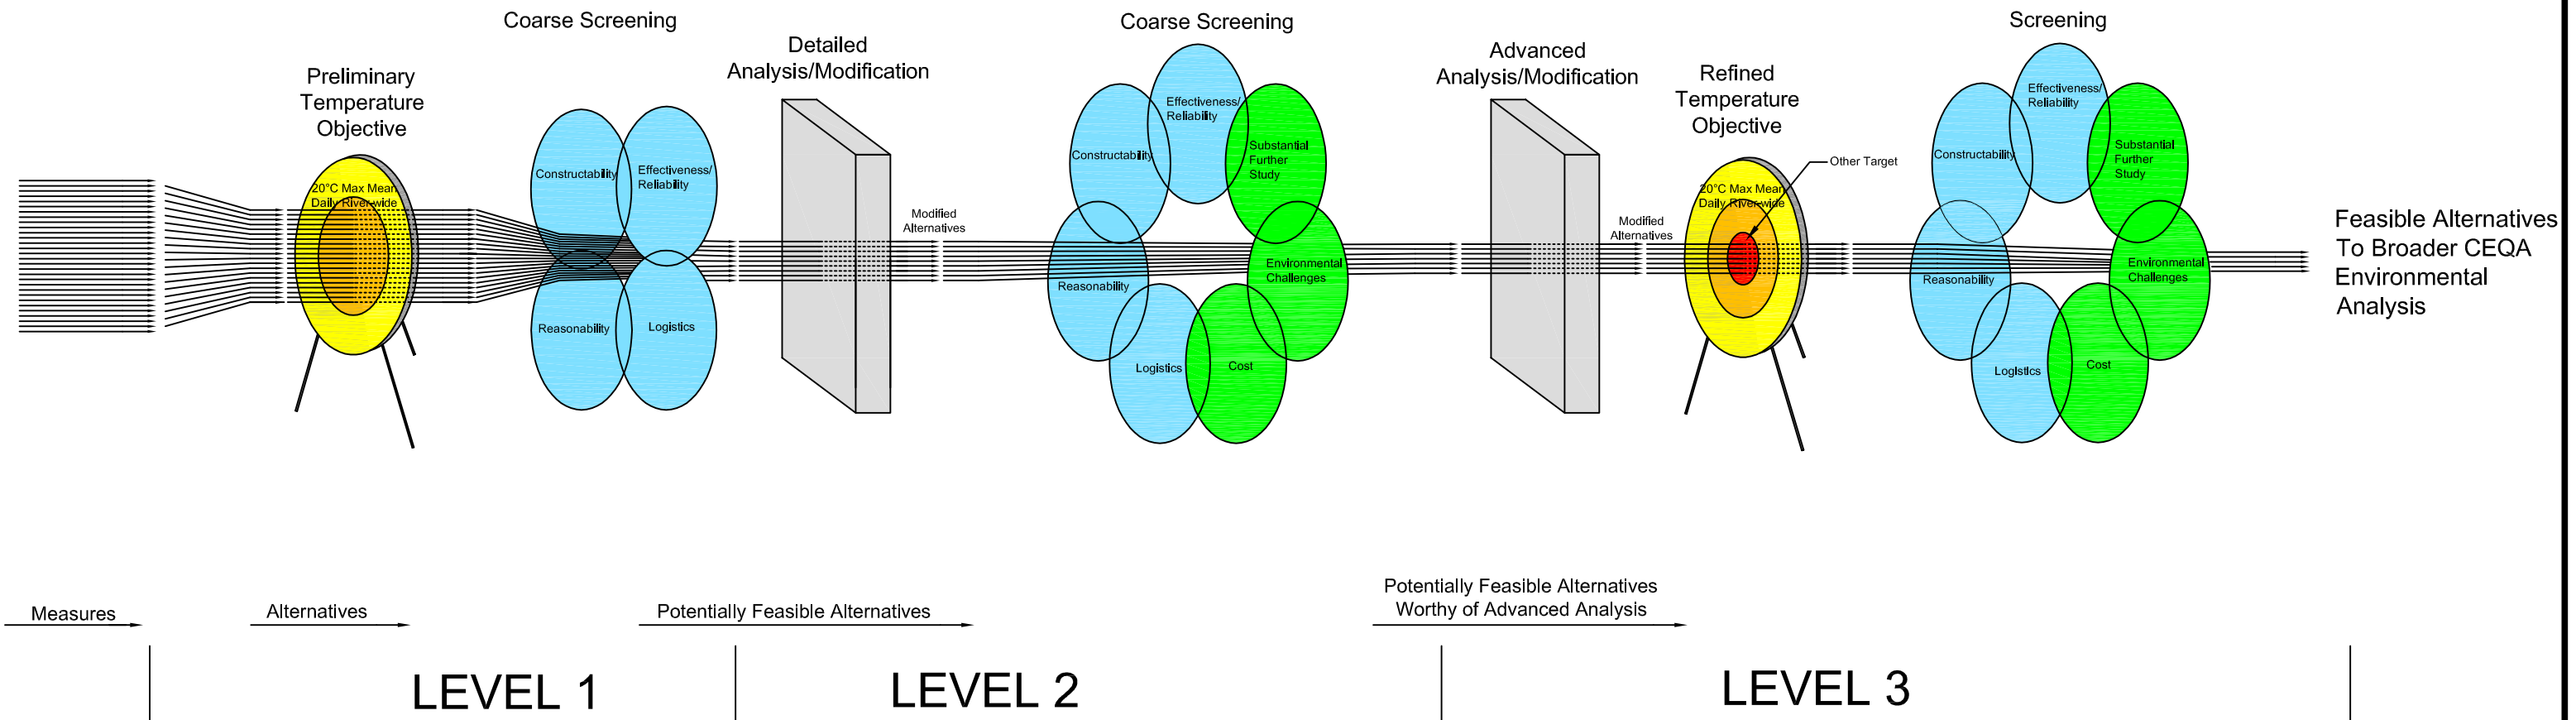 Coarse Screening
Preliminary
Temperature
Objective
20°C Max Mean
Daily River-wide
Constructability
Effectiveness/
Reliability
Reasonability
Logistics
Detailed
Analysis/Modification
Modified
Alternatives
Coarse Screening
Effectiveness/
Reliability
Constructability
Substantial
Further
Study
Reasonability
Environmental
Challenges
Logistics
Cost
Advanced
Analysis/Modification
Modified
Alternatives
Refined
Temperature
Objective
Other Target
20°C Max Mean
Daily River-wide
Screening
Effectiveness/
Reliability
Constructability
Substantial
Further
Study
Reasonability
Environmental
Challenges
Logistics
Cost
Feasible Alternatives
To Broader CEQA
Environmental
Analysis
Measures
Alternatives
Potentially Feasible Alternatives
Potentially Feasible Alternatives
Worthy of Advanced Analysis
LEVEL 1
LEVEL 2
LEVEL 3